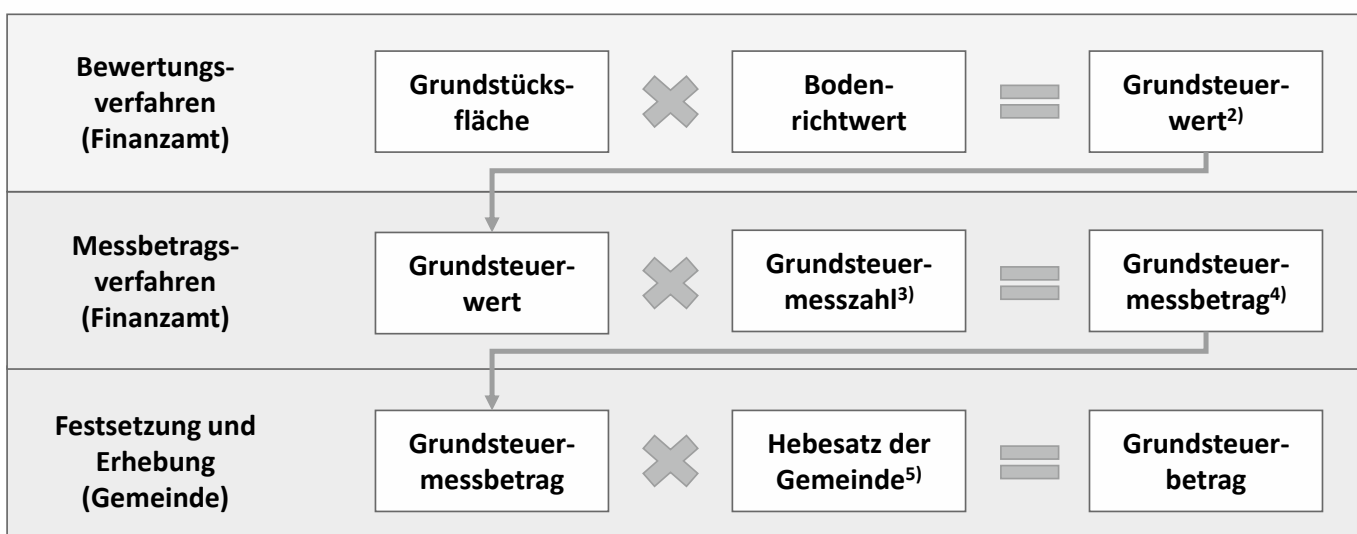 Bewertungs-
verfahren
(Finanzamt)
Grundstücks-
fläche
Boden-
richtwert
Grundsteuer-
wert2)
Messbetrags-
verfahren
(Finanzamt)
Grundsteuer-
wert
Grundsteuer-
messzahl3)
Grundsteuer-
messbetrag4)
Festsetzung und
Erhebung
(Gemeinde)
Grundsteuer-
messbetrag
Hebesatz der
Gemeinde5)
Grundsteuer-
betrag